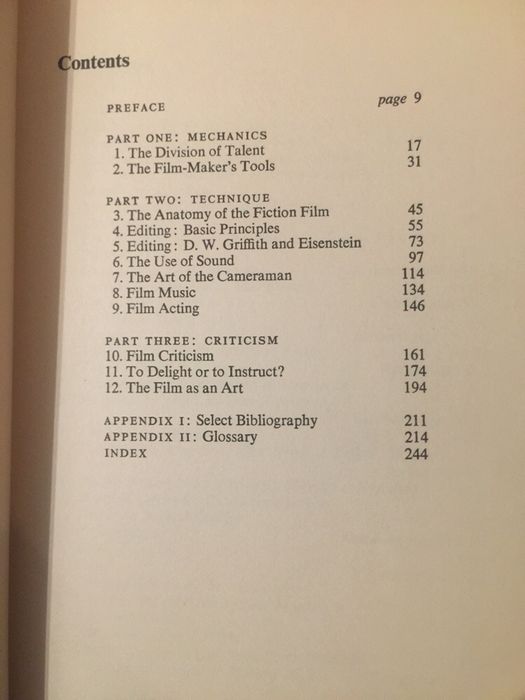 Contents
PREFACE page 9
PART ONE: MECHANICS
1. The Division of Talent 17
2. The Film-Maker's Tools 31
PART TWO: TECHNIQUE
3. The Anatomy of the Fiction Film 45
4. Editing: Basic Principles 55
5. Editing: D. W. Griffith and Eisenstein 73
6. The Use of Sound 97
7. The Art of the Cameraman 114
8. Film Music 134
9. Film Acting 146
PART THREE: CRITICISM
10. Film Criticism 161
11. To Delight or to Instruct? 174
12. The Film as an Art 194
APPENDIX I: Select Bibliography 211
APPENDIX II: Glossary 214
INDEX 244